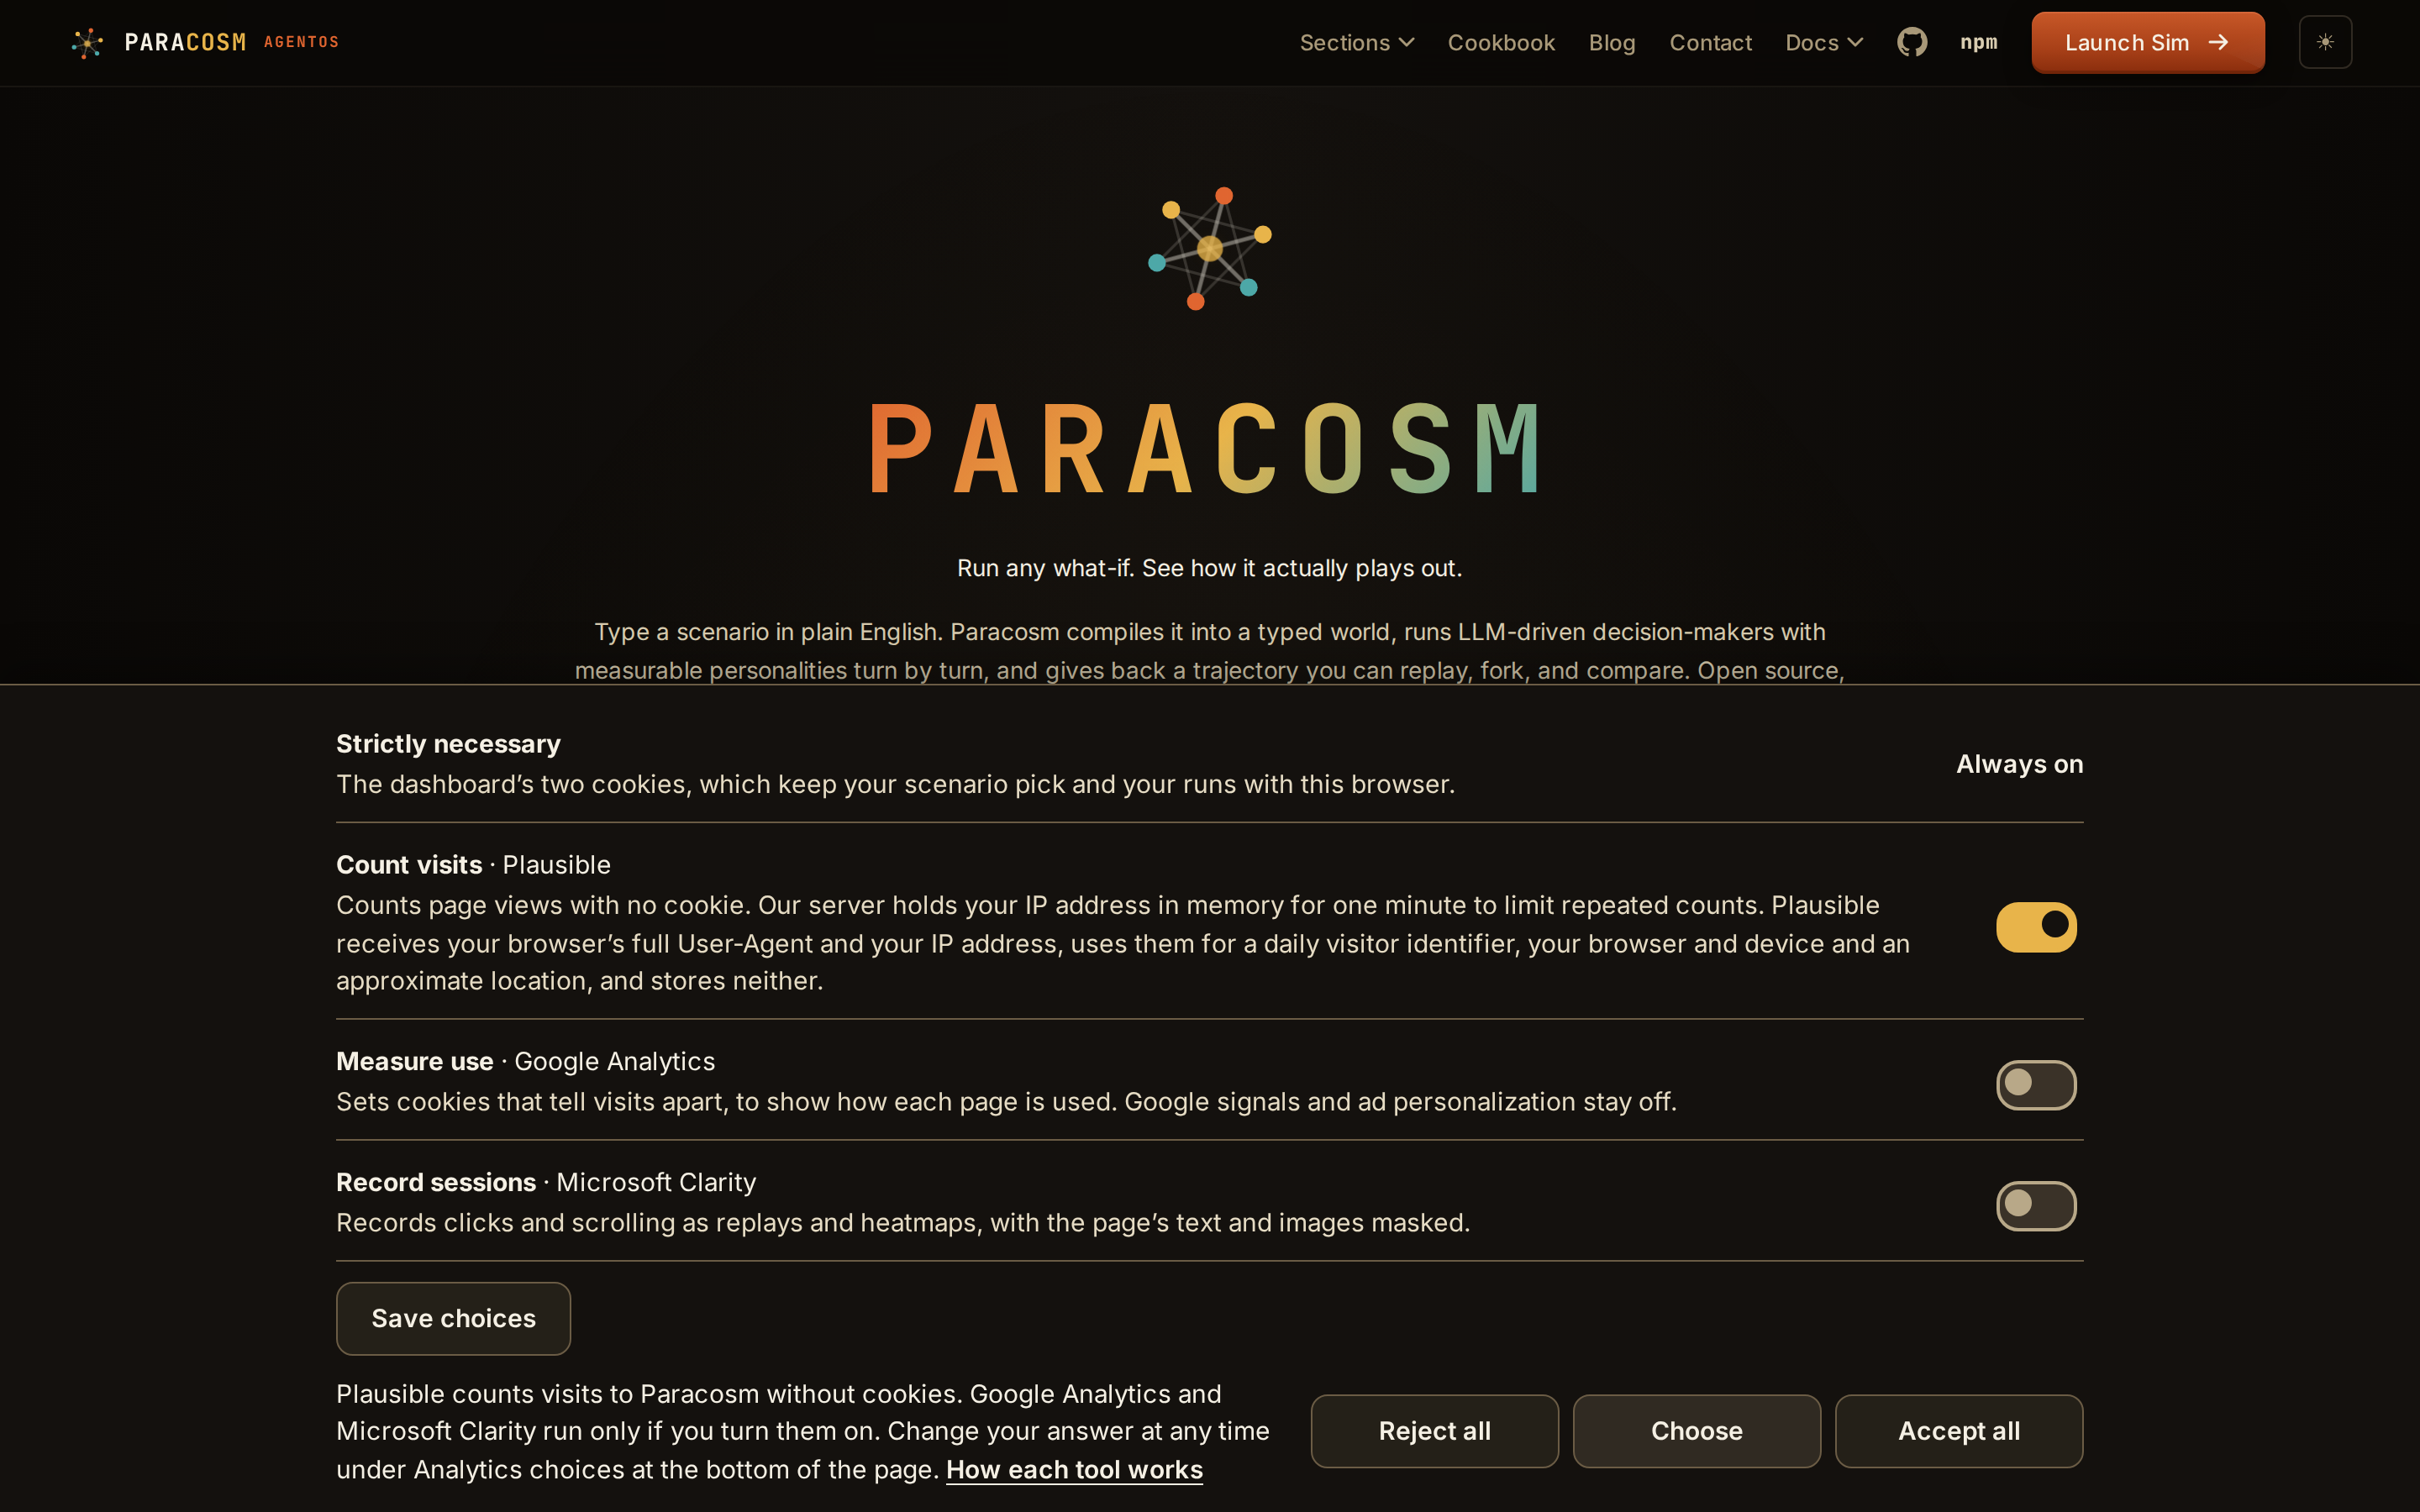 PARACOSM AGENTOS
Sections Cookbook Blog Contact Docs npm Launch Sim →
PARACOSM
Run any what-if. See how it actually plays out.
Type a scenario in plain English. Paracosm compiles it into a typed world, runs LLM-driven decision-makers with
measurable personalities turn by turn, and gives back a trajectory you can replay, fork, and compare. Open source,
Strictly necessary
The dashboard’s two cookies, which keep your scenario pick and your runs with this browser.
Always on
Count visits · Plausible
Counts page views with no cookie. Our server holds your IP address in memory for one minute to limit repeated counts. Plausible
receives your browser’s full User-Agent and your IP address, uses them for a daily visitor identifier, your browser and device and an
approximate location, and stores neither.
Measure use · Google Analytics
Sets cookies that tell visits apart, to show how each page is used. Google signals and ad personalization stay off.
Record sessions · Microsoft Clarity
Records clicks and scrolling as replays and heatmaps, with the page’s text and images masked.
Save choices
Plausible counts visits to Paracosm without cookies. Google Analytics and
Microsoft Clarity run only if you turn them on. Change your answer at any time
under Analytics choices at the bottom of the page. How each tool works
Reject all
Choose
Accept all